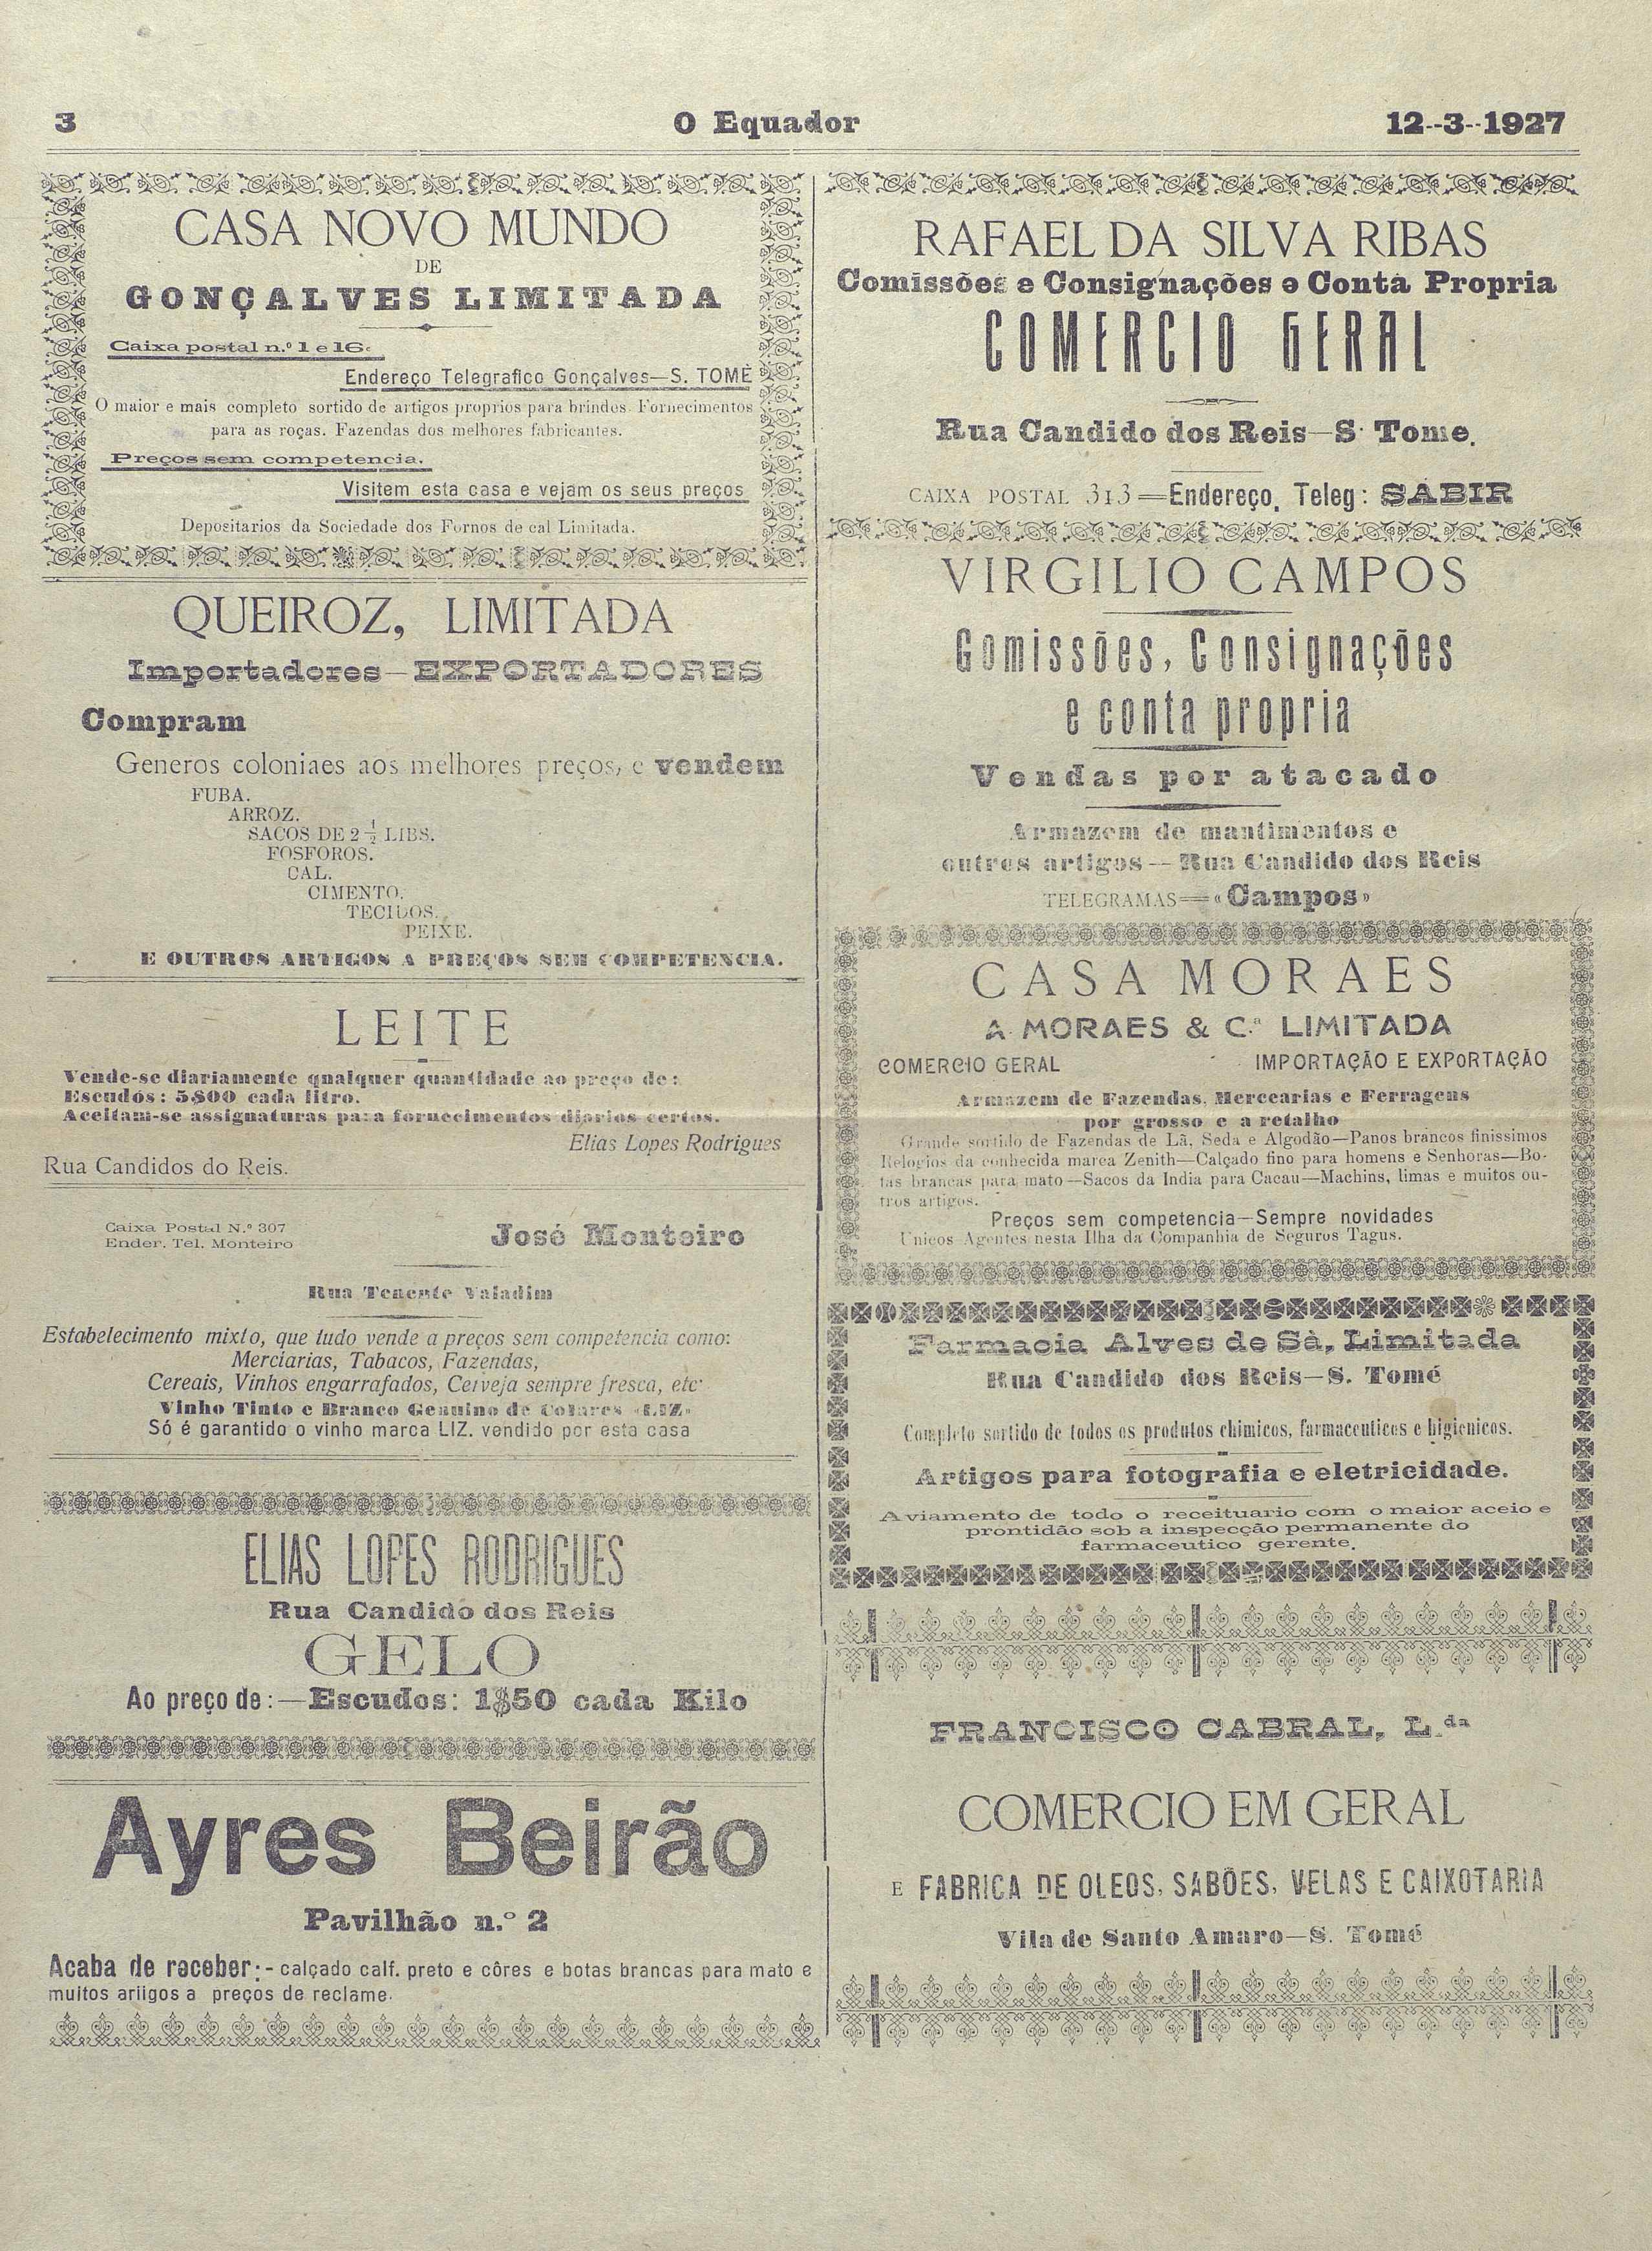 3
O Equador
12--3--1927
CASA NOVO MUNDO
DE
GONÇALVES LIMITADA
Caixa postal n.º 1 e 16.
Endereço Telegrafico Gonçalves—S. TOMÉ
O maior e mais completo sortido de artigos proprios para brindes. Fornecimentos
para as roças. Fazendas dos melhores fabricantes.
Preços sem competencia.
Visitem esta casa e vejam os seus preços
Depositarios da Sociedade dos Fornos de cal Limitada.
QUEIROZ, LIMITADA
Importadores—EXPORTADORES
Compram
Generos coloniaes aos melhores preços, e vendem
FUBA.
ARROZ.
SACOS DE 2 ½ LIBS.
FOSFOROS.
CAL.
CIMENTO.
TECIDOS.
PEIXE.
E OUTROS ARTIGOS A PREÇOS SEM COMPETENCIA.
LEITE
Vende-se diariamente qualquer quantidade ao preço de:
Escudos: 5$00 cada litro.
Aceitam-se assignaturas para fornecimentos diarios certos.
Elias Lopes Rodrigues
Rua Candidos do Reis.
Caixa Postal N.º 307
Ender. Tel. Monteiro
José Monteiro
Rua Tenente Valadim
Estabelecimento mixto, que tudo vende a preços sem competencia como:
Merciarias, Tabacos, Fazendas,
Cereais, Vinhos engarrafados, Cerveja sempre fresca, etc
Vinho Tinto e Branco Genuino de Colares «LIZ»
Só é garantido o vinho marca LIZ. vendido por esta casa
ELIAS LOPES RODRIGUES
Rua Candido dos Reis
GELO
Ao preço de:—Escudos: 1$50 cada Kilo
Ayres Beirão
Pavilhão n.º 2
Acaba de receber:- calçado calf. preto e côres e botas brancas para mato e
muitos ariigos a preços de reclame.
RAFAEL DA SILVA RIBAS
Comissões e Consignações e Conta Propria
COMERCIO GERAL
Rua Candido dos Reis—S. Tome.
CAIXA POSTAL 313=Endereço. Teleg: SABIR
VIRGILIO CAMPOS
Gomissões, Consignações
e conta propria
Vendas por atacado
Armazem de mantimentos e
outros artigos—Rua Candido dos Reis
TELEGRAMAS=«Campos»
CASA MORAES
A. MORAES & C.ª LIMITADA
COMERCIO GERAL
IMPORTAÇÃO E EXPORTAÇÃO
Armazem de Fazendas, Mercearias e Ferragens
por grosso e a retalho
Grande sortido de Fazendas de Lã, Seda e Algodão—Panos brancos finissimos
Relogios da conhecida marca Zenith—Calçado fino para homens e Senhoras—Bo-
tas brancas para mato—Sacos da India para Cacau—Machins, limas e muitos ou-
tros artigos.
Preços sem competencia—Sempre novidades
Unicos Agentes nesta Ilha da Companhia de Seguros Tagus.
Farmacia Alves de Sà, Limitada
Rua Candido dos Reis—S. Tomé
Completo sortido de todos os produtos chimicos, farmaceuticos e higienicos.
Artigos para fotografia e eletricidade.
Aviamento de todo o receituario com o maior aceio e
prontidão sob a inspecção permanente do
farmaceutico gerente.
FRANCISCO CABRAL, L.da
COMERCIO EM GERAL
E FABRICA DE OLEOS, SABÕES, VELAS E CAIXOTARIA
Vila de Santo Amaro—S. Tomé